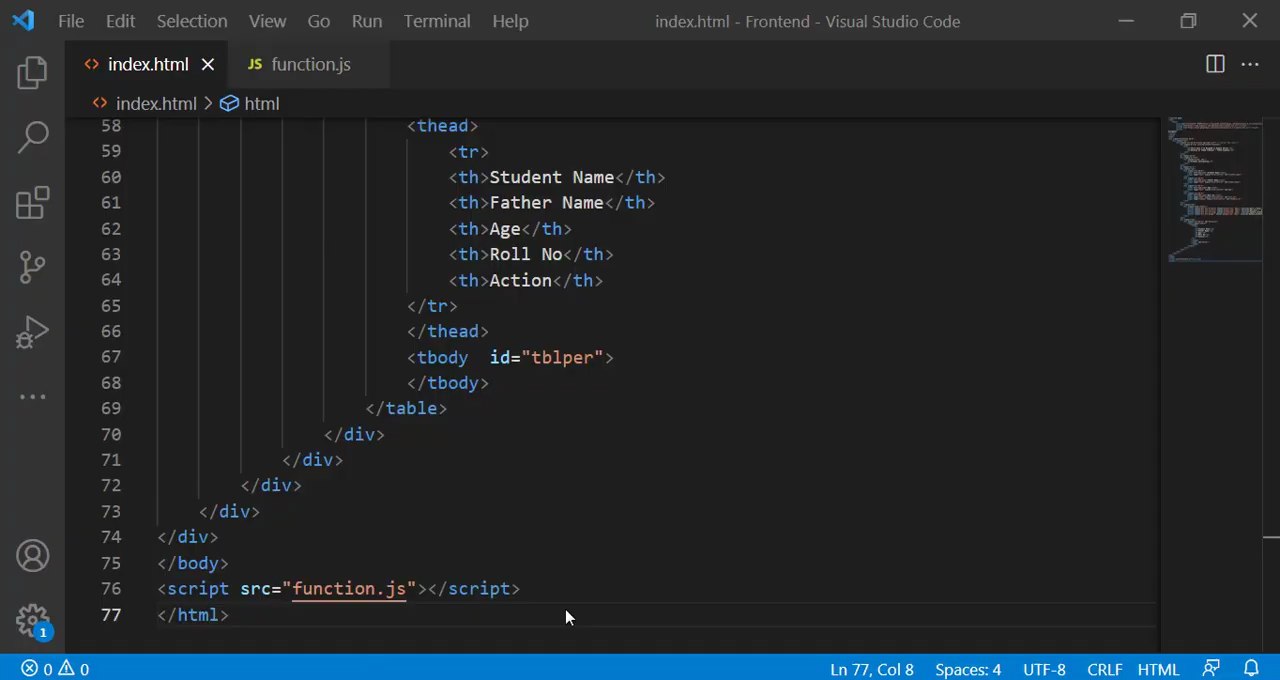 File Edit Selection View Go Run Terminal Help index.html - Frontend - Visual Studio Code
index.html JS function.js
index.html > html
58 <thead>
59 <tr>
60 <th>Student Name</th>
61 <th>Father Name</th>
62 <th>Age</th>
63 <th>Roll No</th>
64 <th>Action</th>
65 </tr>
66 </thead>
67 <tbody  id="tblper">
68 </tbody>
69 </table>
70 </div>
71 </div>
72 </div>
73 </div>
74 </div>
75 </body>
76 <script src="function.js"></script>
77 </html>
1
0 0 Ln 77, Col 8 Spaces: 4 UTF-8 CRLF HTML